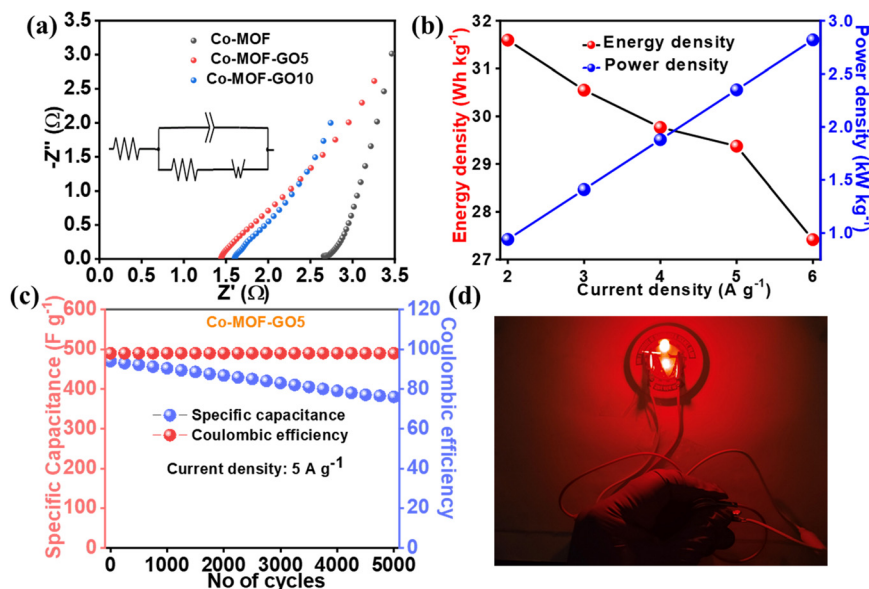 (a)
Co-MOF
Co-MOF-GO5
Co-MOF-GO10
-Z'' (Ω)
3.5
3.0
2.5
2.0
1.5
1.0
0.5
0.0
0.0 0.5 1.0 1.5 2.0 2.5 3.0 3.5
Z' (Ω)
(b)
Energy density
Power density
Energy density (Wh kg-1)
32
31
30
29
28
27
Power density (kW kg-1)
3.0
2.5
2.0
1.5
1.0
2 3 4 5 6
Current density (A g-1)
(c)
Co-MOF-GO5
Specific Capacitance (F g-1)
600
500
400
300
200
100
0
Coulombic efficiency
120
100
80
60
40
20
0
Specific capacitance
Coulombic efficiency
Current density: 5 A g-1
0 1000 2000 3000 4000 5000
No of cycles
(d)